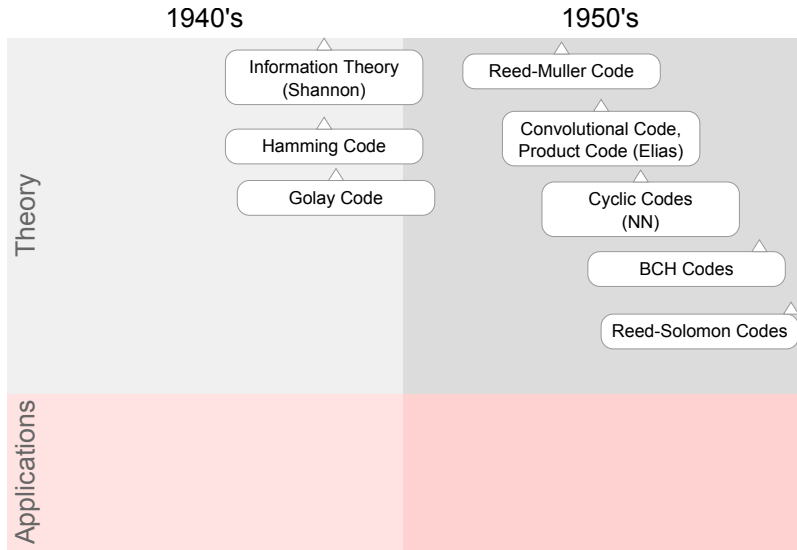 1940's
1950's
Theory
Information Theory
(Shannon)
Hamming Code
Golay Code
Reed-Muller Code
Convolutional Code,
Product Code (Elias)
Cyclic Codes
(NN)
BCH Codes
Reed-Solomon Codes
Applications